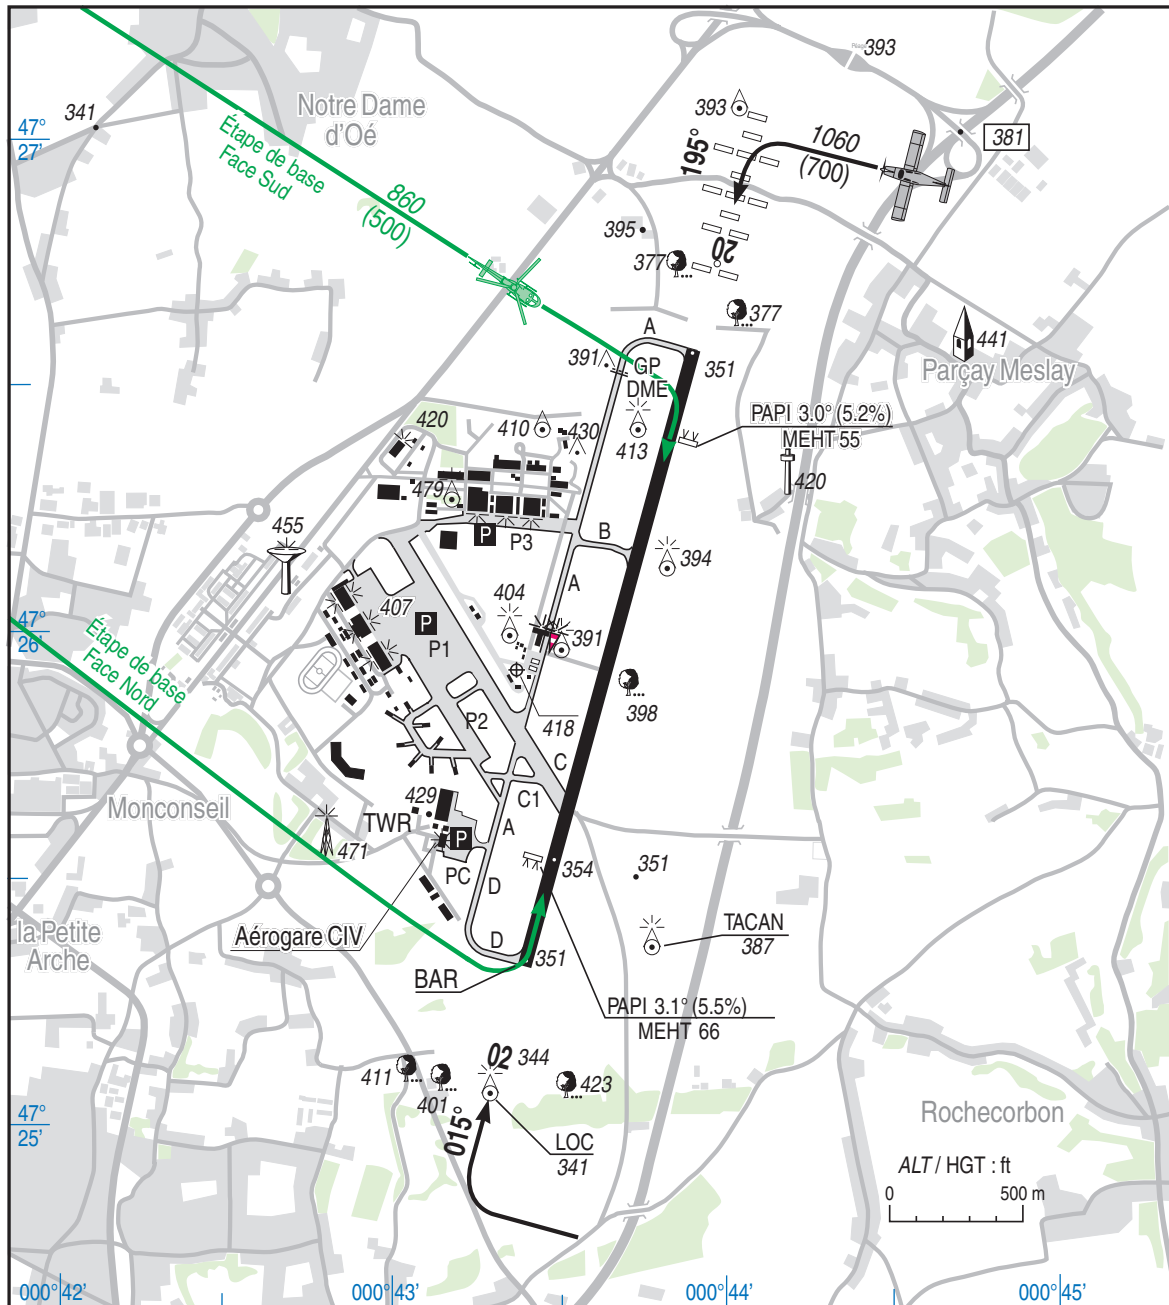 393
341
Notre Dame
d'Oé
393
1060
(700)
381
47°
27'
195°
Étape de base
Face Sud
860
(500)
395
20
377
377
A
441
391
GP
DME
351
Parçay Meslay
PAPI 3.0° (5.2%)
MEHT 55
420
410
430
413
479
420
455
P
P3
B
394
A
404
407
P
P1
391
47°
26'
Étape de base
Face Nord
398
P2
418
C
Monconseil
C1
429
TWR
A
P
471
354
351
PC
D
la Petite
Arche
Aérogare CIV
D
TACAN
387
BAR
351
PAPI 3.1° (5.5%)
MEHT 66
02
344
411
401
423
47°
25'
015°
Rochecorbon
LOC
341
ALT / HGT : ft
0
500 m
000°42'
000°43'
000°44'
000°45'